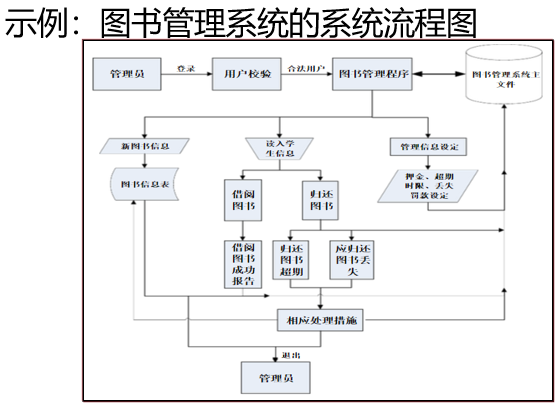 示例：图书管理系统的系统流程图
管理员
登录
用户校验
合法用户
图书管理程序
图书管理系统主
文件
新图书信息
读入学
生信息
管理信息设定
图书信息表
押金、超期
时限、丢失
罚款设定
借阅
图书
归还
图书
借阅
图书
成功
报告
归还
图书
超期
应归还
图书丢
失
相应处理措施
退出
管理员